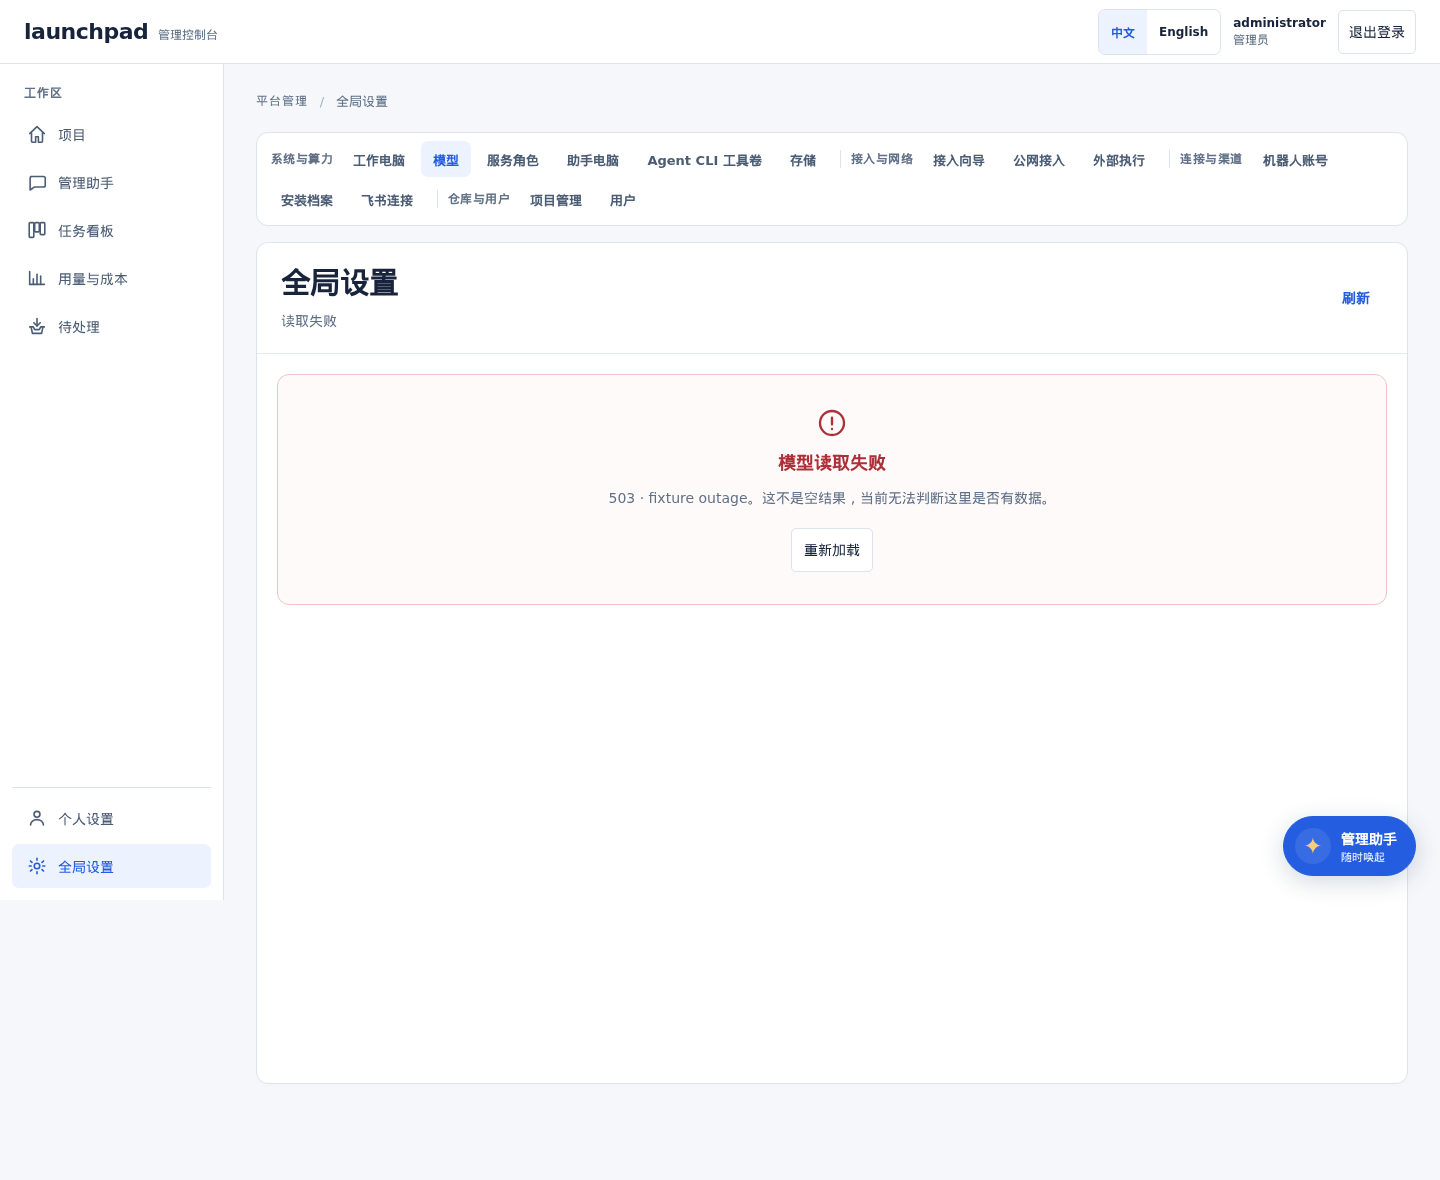 launchpad 管理控制台
中文 English administrator 管理员 退出登录
工作区
项目
管理助手
任务看板
用量与成本
待处理
个人设置
全局设置
平台管理 / 全局设置
系统与算力 工作电脑 模型 服务角色 助手电脑 Agent CLI 工具卷 存储 接入与网络 接入向导 公网接入 外部执行 连接与渠道 机器人账号
安装档案 飞书连接 仓库与用户 项目管理 用户
全局设置
读取失败
刷新
模型读取失败
503 · fixture outage。这不是空结果，当前无法判断这里是否有数据。
重新加载
管理助手
随时唤起